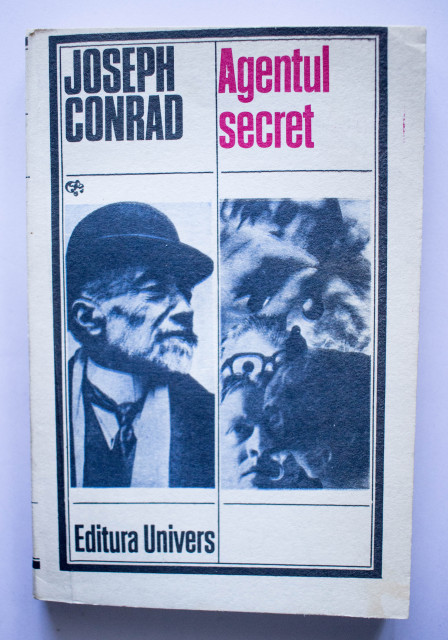 JOSEPH
CONRAD
Agentul
secret
Editura Univers